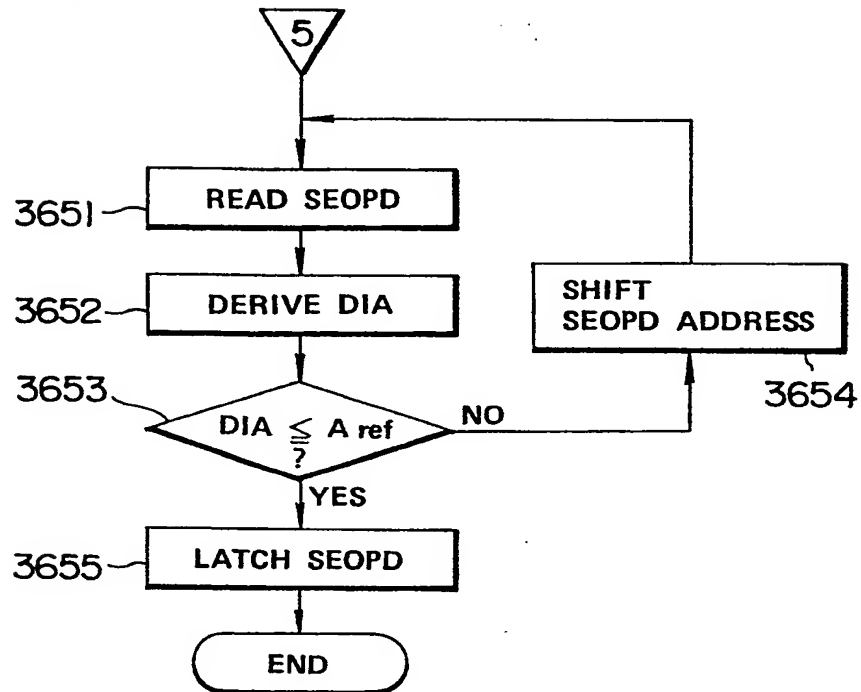 5
3651
READ SEOPD
3652
DERIVE DIA
SHIFT
SEOPD ADDRESS
3654
3653
DIA ≦ A ref
?
NO
YES
3655
LATCH SEOPD
END